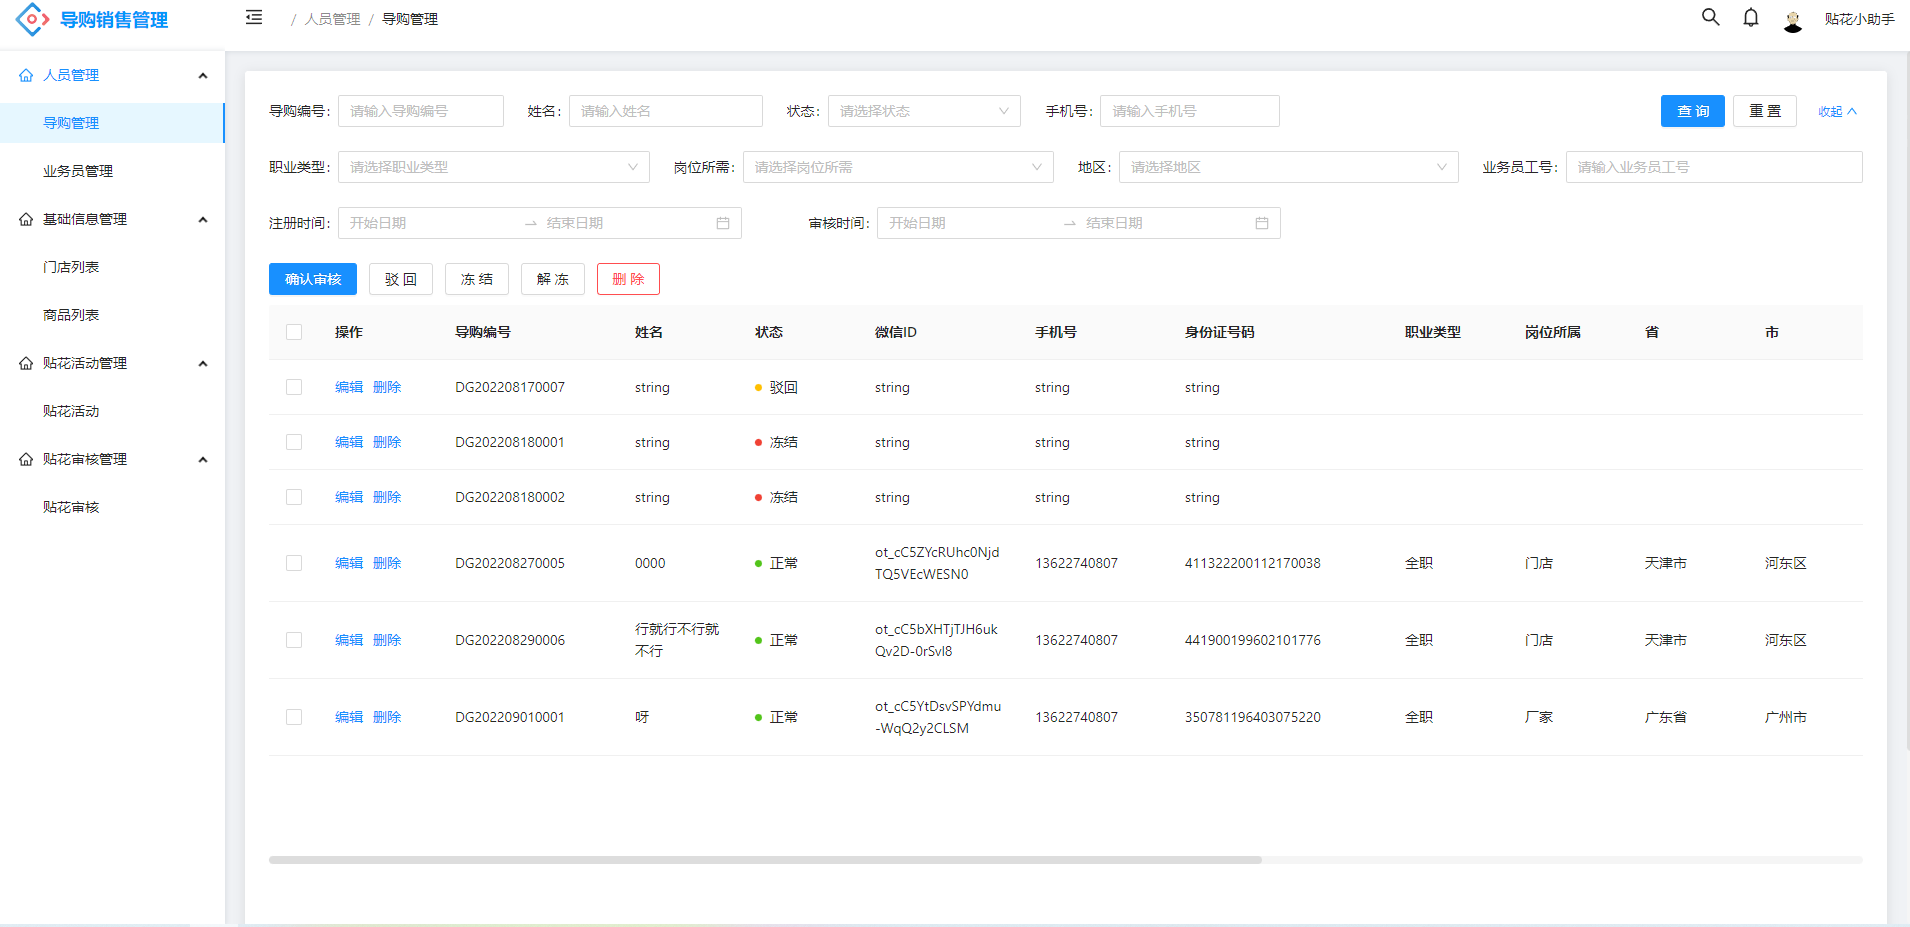 导购销售管理
/ 人员管理 / 导购管理
贴花小助手
人员管理
导购管理
业务员管理
基础信息管理
门店列表
商品列表
贴花活动管理
贴花活动
贴花审核管理
贴花审核
导购编号: 请输入导购编号 姓名: 请输入姓名 状态: 请选择状态 手机号: 请输入手机号 查 询 重 置 收起
职业类型: 请选择职业类型 岗位所需: 请选择岗位所需 地区: 请选择地区 业务员工号: 请输入业务员工号
注册时间: 开始日期 → 结束日期 审核时间: 开始日期 → 结束日期
确认审核 驳 回 冻 结 解 冻 删 除
操作 导购编号 姓名 状态 微信ID 手机号 身份证号码 职业类型 岗位所属 省 市
编辑 删除 DG202208170007 string 驳回 string string string
编辑 删除 DG202208180001 string 冻结 string string string
编辑 删除 DG202208180002 string 冻结 string string string
编辑 删除 DG202208270005 0000 正常 ot_cC5ZYcRUhc0Njd 13622740807 411322200112170038 全职 门店 天津市 河东区
TQ5VEcWESN0
编辑 删除 DG202208290006 行就行不行就 正常 ot_cC5bXHTjTJH6uk 13622740807 441900199602101776 全职 门店 天津市 河东区
不行 Qv2D-0rSvI8
编辑 删除 DG202209010001 呀 正常 ot_cC5YtDsvSPYdmu 13622740807 350781196403075220 全职 厂家 广东省 广州市
-WqQ2y2CLSM